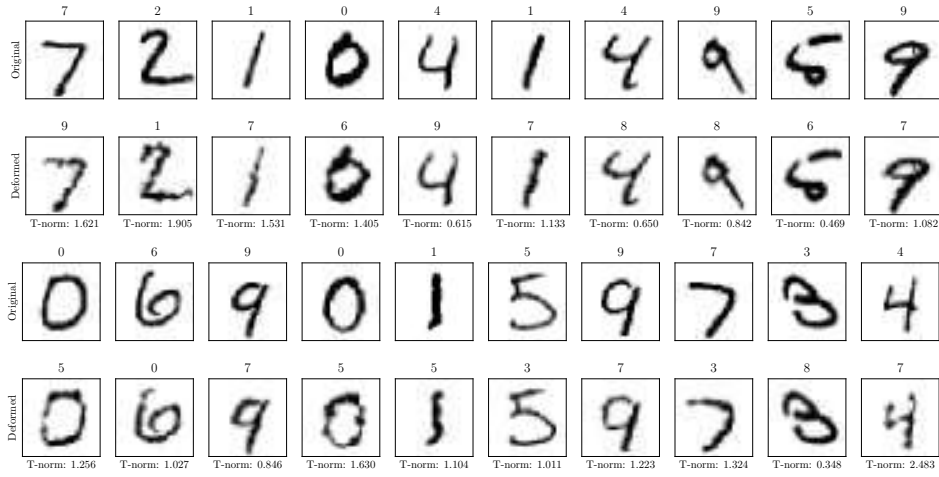 7 2 1 0 4 1 4 9 5 9
Original
9 1 7 6 9 7 8 8 6 7
Deformed
T-norm: 1.621 T-norm: 1.905 T-norm: 1.531 T-norm: 1.405 T-norm: 0.615 T-norm: 1.133 T-norm: 0.650 T-norm: 0.842 T-norm: 0.469 T-norm: 1.082
0 6 9 0 1 5 9 7 3 4
Original
5 0 7 5 5 3 7 3 8 7
Deformed
T-norm: 1.256 T-norm: 1.027 T-norm: 0.846 T-norm: 1.630 T-norm: 1.104 T-norm: 1.011 T-norm: 1.223 T-norm: 1.324 T-norm: 0.348 T-norm: 2.483